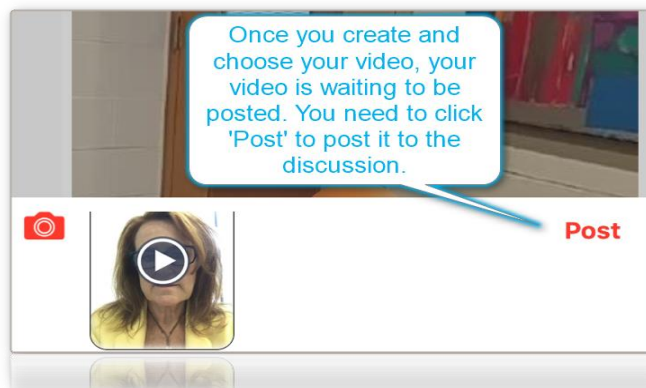 Once you create and
choose your video, your
video is waiting to be
posted. You need to click
'Post' to post it to the
discussion.
Post